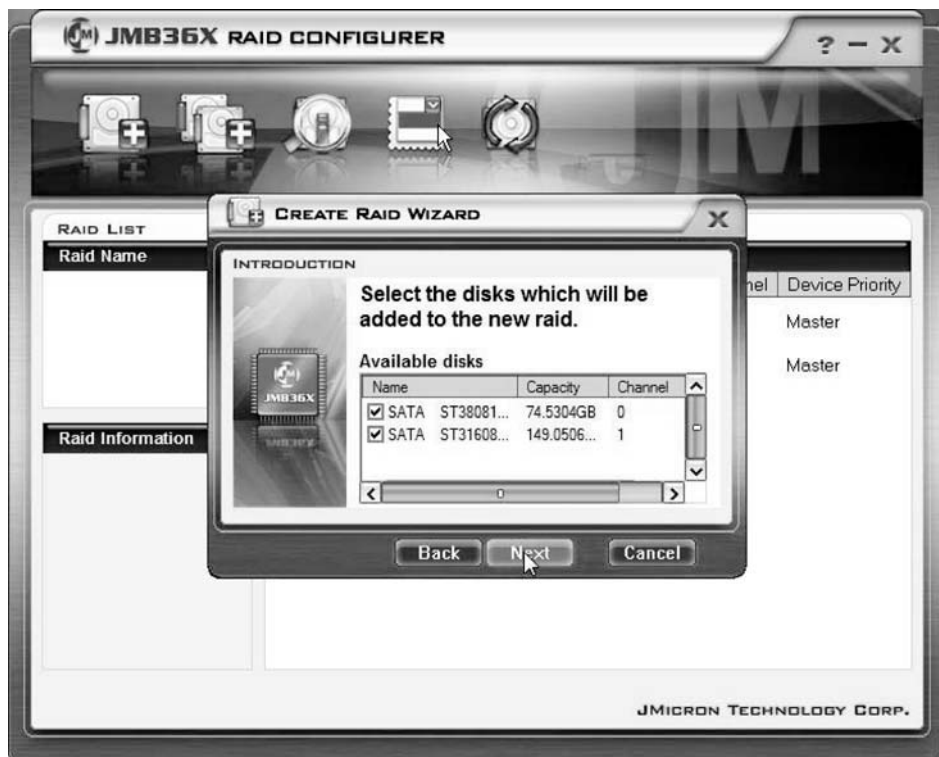 JMB36X RAID CONFIGURER
? – X
JM
RAID LIST
Raid Name
nel Device Priority
Master
Master
Raid Information
CREATE RAID WIZARD
X
INTRODUCTION
JMB36X
Select the disks which will be
added to the new raid.
Available disks
Name Capacity Channel
SATA ST38081... 74.5304GB 0
SATA ST31608... 149.0506... 1
Back Next Cancel
JMICRON TECHNOLOGY CORP.